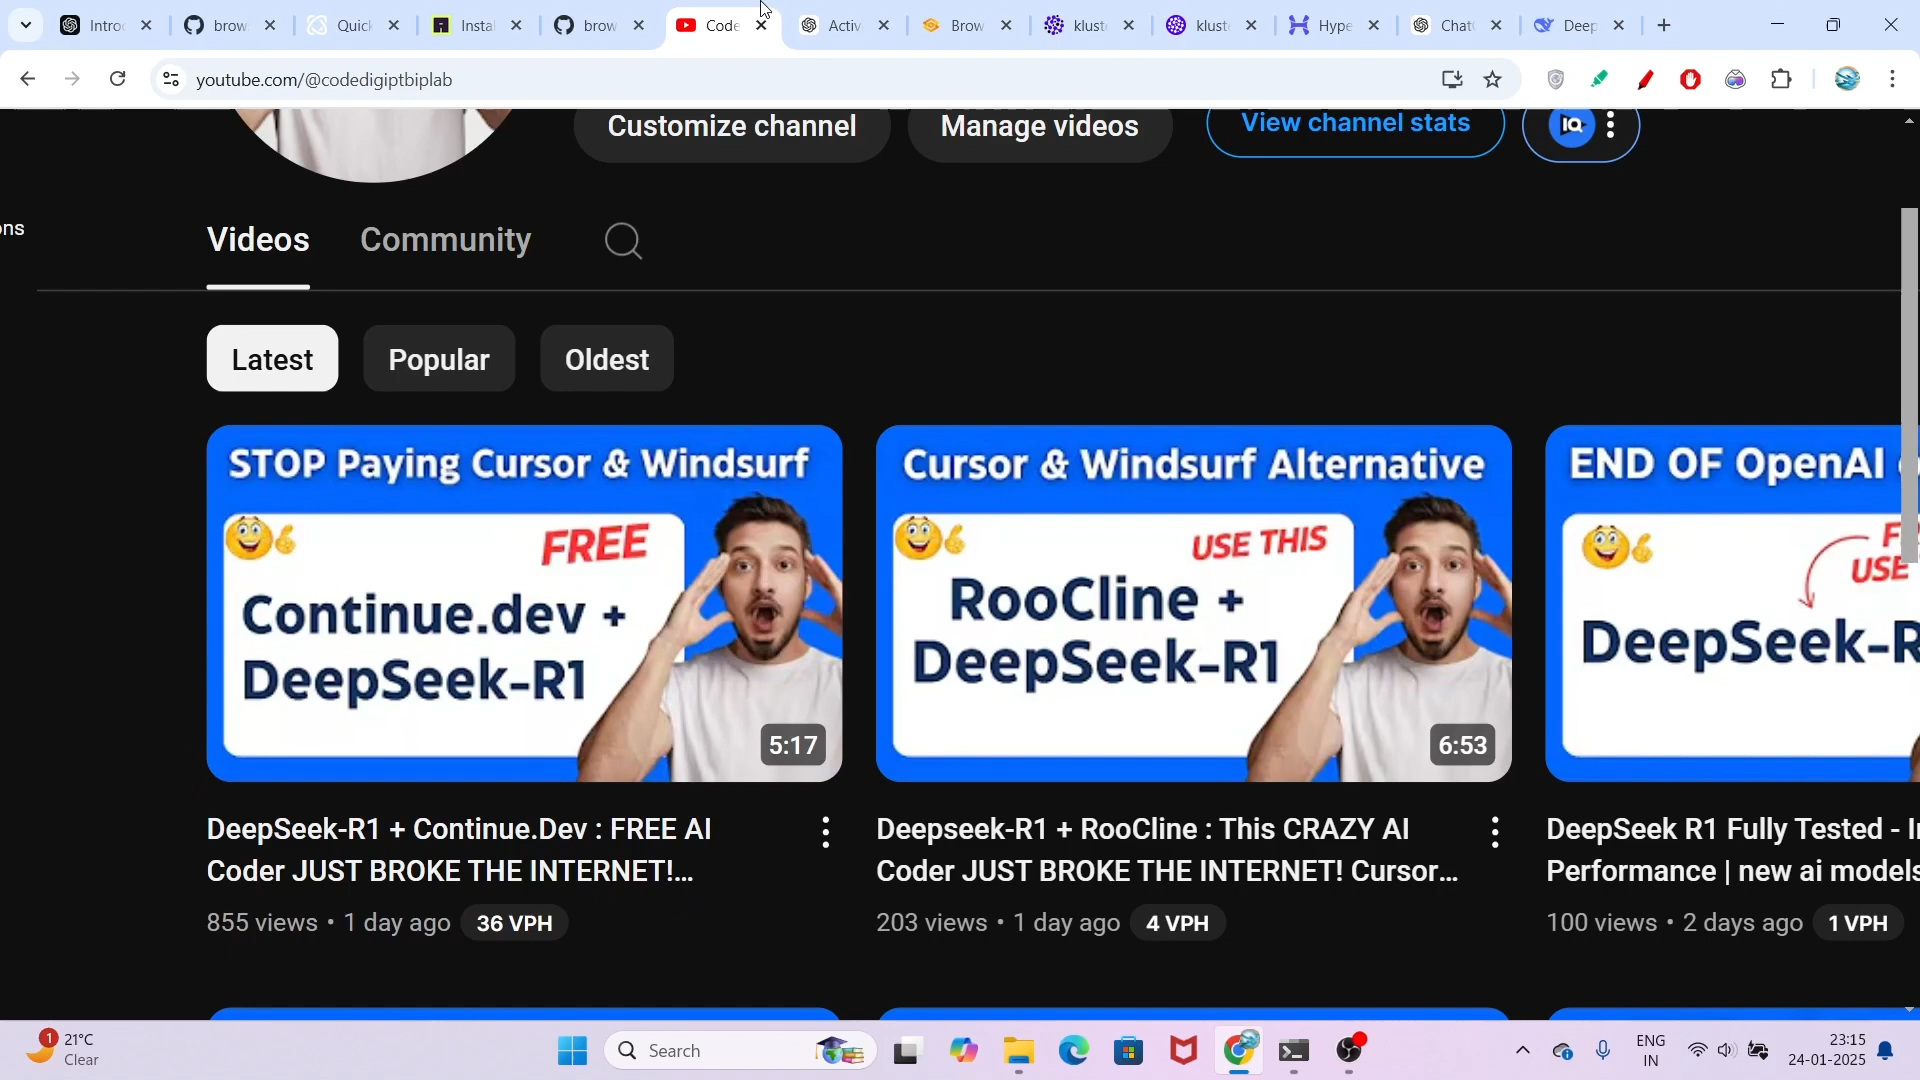 Intro
brow
Quick
Instal
brow
Code
Activ
Brow
klust
klust
Hype
Chat
Deep
youtube.com/@codedigiptbiplab
Customize channel
Manage videos
View channel stats
IQ
ons
Videos
Community
Latest
Popular
Oldest
STOP Paying Cursor & Windsurf
FREE
Continue.dev +
DeepSeek-R1
5:17
Cursor & Windsurf Alternative
USE THIS
RooCline +
DeepSeek-R1
6:53
END OF OpenAI
USE
DeepSeek-R
DeepSeek-R1 + Continue.Dev : FREE AI
Coder JUST BROKE THE INTERNET!...
855 views • 1 day ago
36 VPH
Deepseek-R1 + RooCline : This CRAZY AI
Coder JUST BROKE THE INTERNET! Cursor...
203 views • 1 day ago
4 VPH
DeepSeek R1 Fully Tested - I
Performance | new ai models
100 views • 2 days ago
1 VPH
1
21°C
Clear
Search
ENG
IN
23:15
24-01-2025